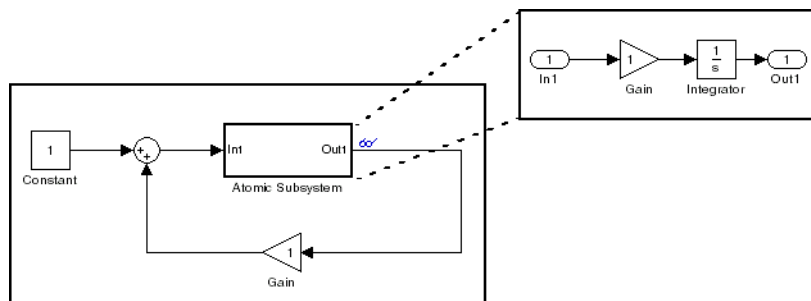 1
1
1
1
s
In1
Gain
Integrator
Out1
1
+
+
In1
Out1
Constant
Atomic Subsystem
1
Gain